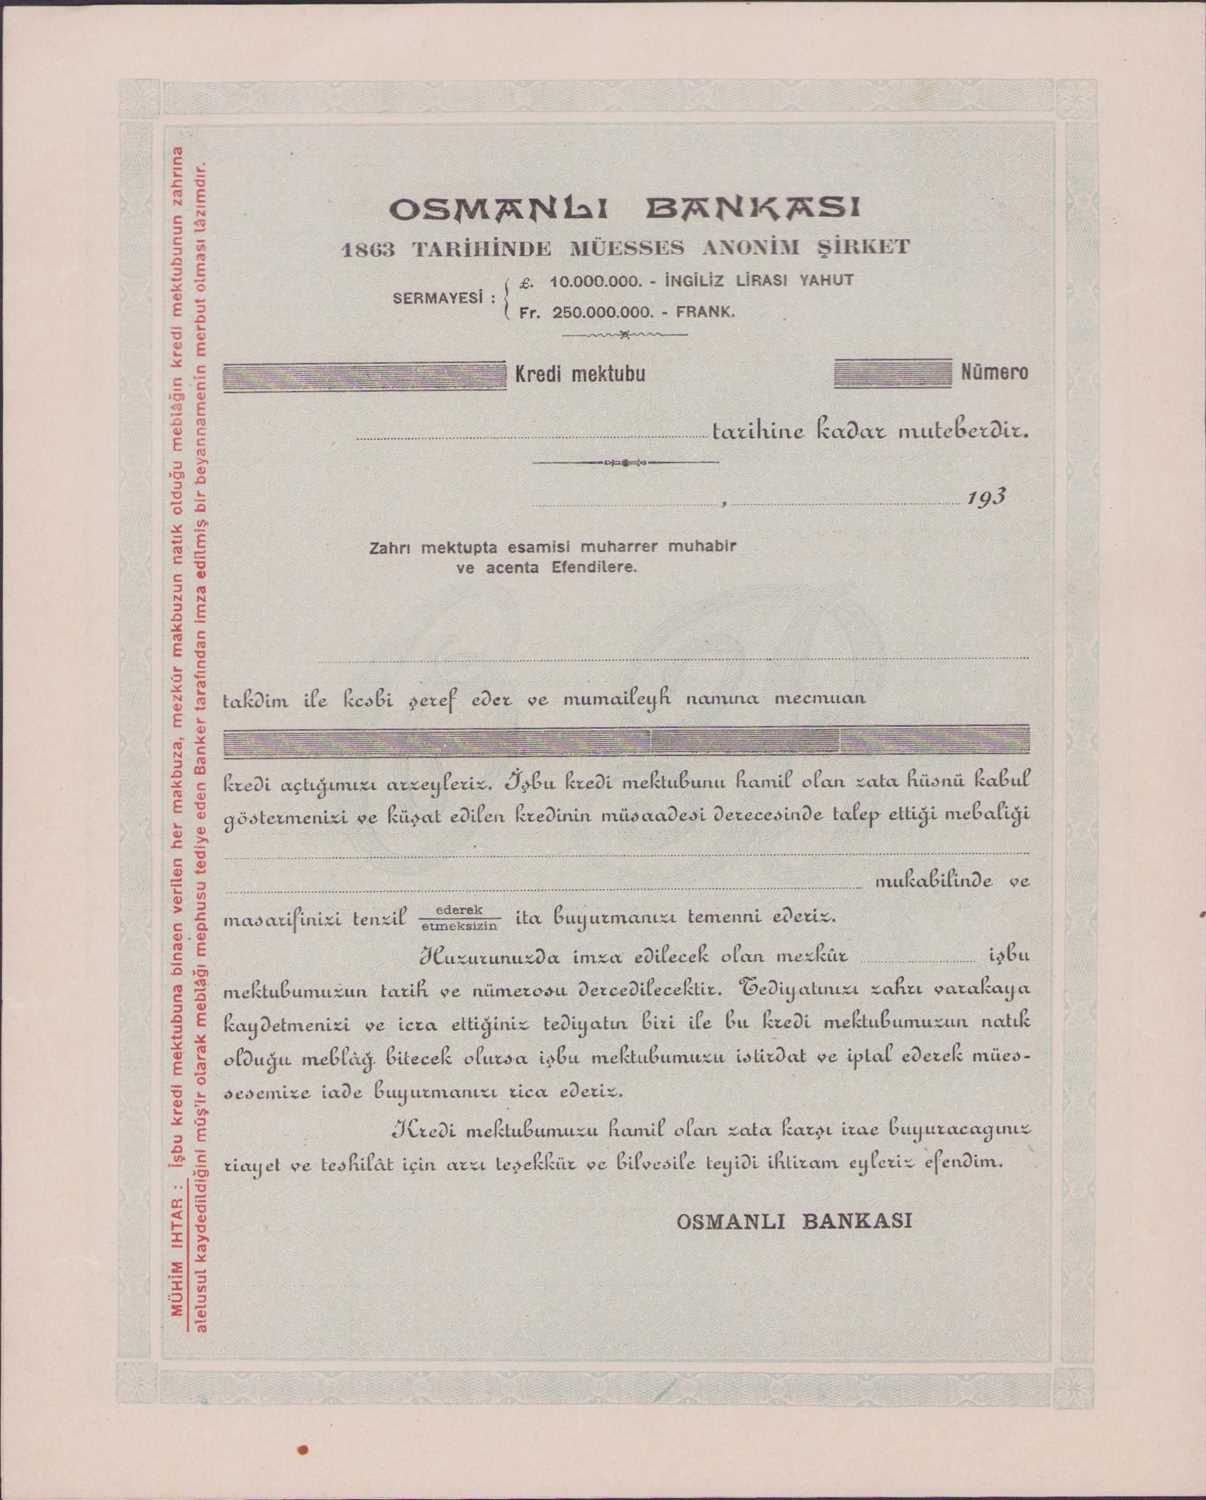 OSMANLI BANKASI
1863 TARİHİNDE MÜESSES ANONİM ŞİRKET
SERMAYESİ :
£. 10.000.000. - İNGİLİZ LİRASI YAHUT
Fr. 250.000.000. - FRANK.
Kredi mektubu
Nümero
tarihine kadar muteberdir.
, 193
Zahrı mektupta esamisi muharrer muhabir
ve acenta Efendilere.
takdim ile kesbi şeref eder ve mumaileyh namına mecmuan
kredi açtığımızı arzeyleriz. İşbu kredi mektubunu hamil olan zata hüsnü kabul
göstermenizi ve küşat edilen kredinin müsaadesi derecesinde talep ettiği mebaliği
mukabilinde ve
masarifinizi tenzil ederek / etmeksizin ita buyurmanızı temenni ederiz.
Huzurunuzda imza edilecek olan mezkûr işbu
mektubumuzun tarih ve nümerosu dercedilecektir. Tediyatınızı zahrı varakaya
kaydetmenizi ve icra ettiğiniz tediyatın biri ile bu kredi mektubumuzun natık
olduğu meblâğ bitecek olursa işbu mektubumuzu istirdat ve iptal ederek mües-
sesemize iade buyurmanızı rica ederiz.
Kredi mektubumuzu hamil olan zata karşı irae buyuracagınız
riayet ve teshilât için arzı teşekkür ve bilvesile teyidi ihtiram eyleriz efendim.
OSMANLI BANKASI
MÜHİM IHTAR : İşbu kredi mektubuna binaen verilen her makbuza, mezkûr makbuzun natık olduğu meblâğın kredi mektubunun zahrına
alelusul kaydedildiğini müş'ir olarak meblâğı mephusu tediye eden Banker tarafından imza edilmiş bir beyannamenin merbut olması lâzımdır.